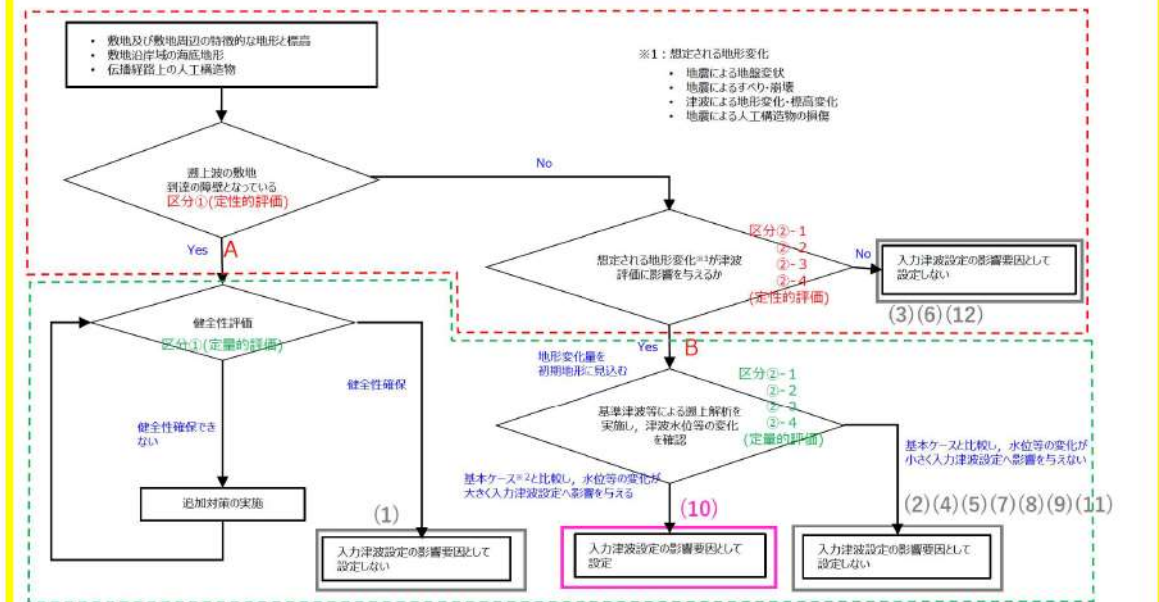 • 敷地及び敷地周辺の特徴的な地形と標高
• 敷地沿岸域の海底地形
• 伝播経路上の人工構造物
※1：想定される地形変化
• 地震による地盤変状
• 地震によるすべり・崩壊
• 津波による地形変化・標高変化
• 地震による人工構造物の損傷
遡上波の敷地
到達の障壁となっている
区分①(定性的評価)
No
Yes
A
想定される地形変化※1が津波
評価に影響を与えるか
区分②-1
②-2
②-3
②-4
(定性的評価)
No
入力津波設定の影響要因として
設定しない
(3)(6)(12)
健全性評価
区分①(定量的評価)
健全性確保
健全性確保でき
ない
追加対策の実施
(1)
入力津波設定の影響要因として
設定しない
Yes
B
地形変化量を
初期地形に見込む
基準津波等による遡上解析を
実施し，津波水位等の変化
を確認
区分②-1
②-2
②-3
②-4
(定量的評価)
基本ケース※2と比較し，水位等の変化が
大きく入力津波設定へ影響を与える
(10)
入力津波設定の影響要因として
設定
基本ケースと比較し，水位等の変化が
小さく入力津波設定へ影響を与えない
(2)(4)(5)(7)(8)(9)(11)
入力津波設定の影響要因として
設定しない